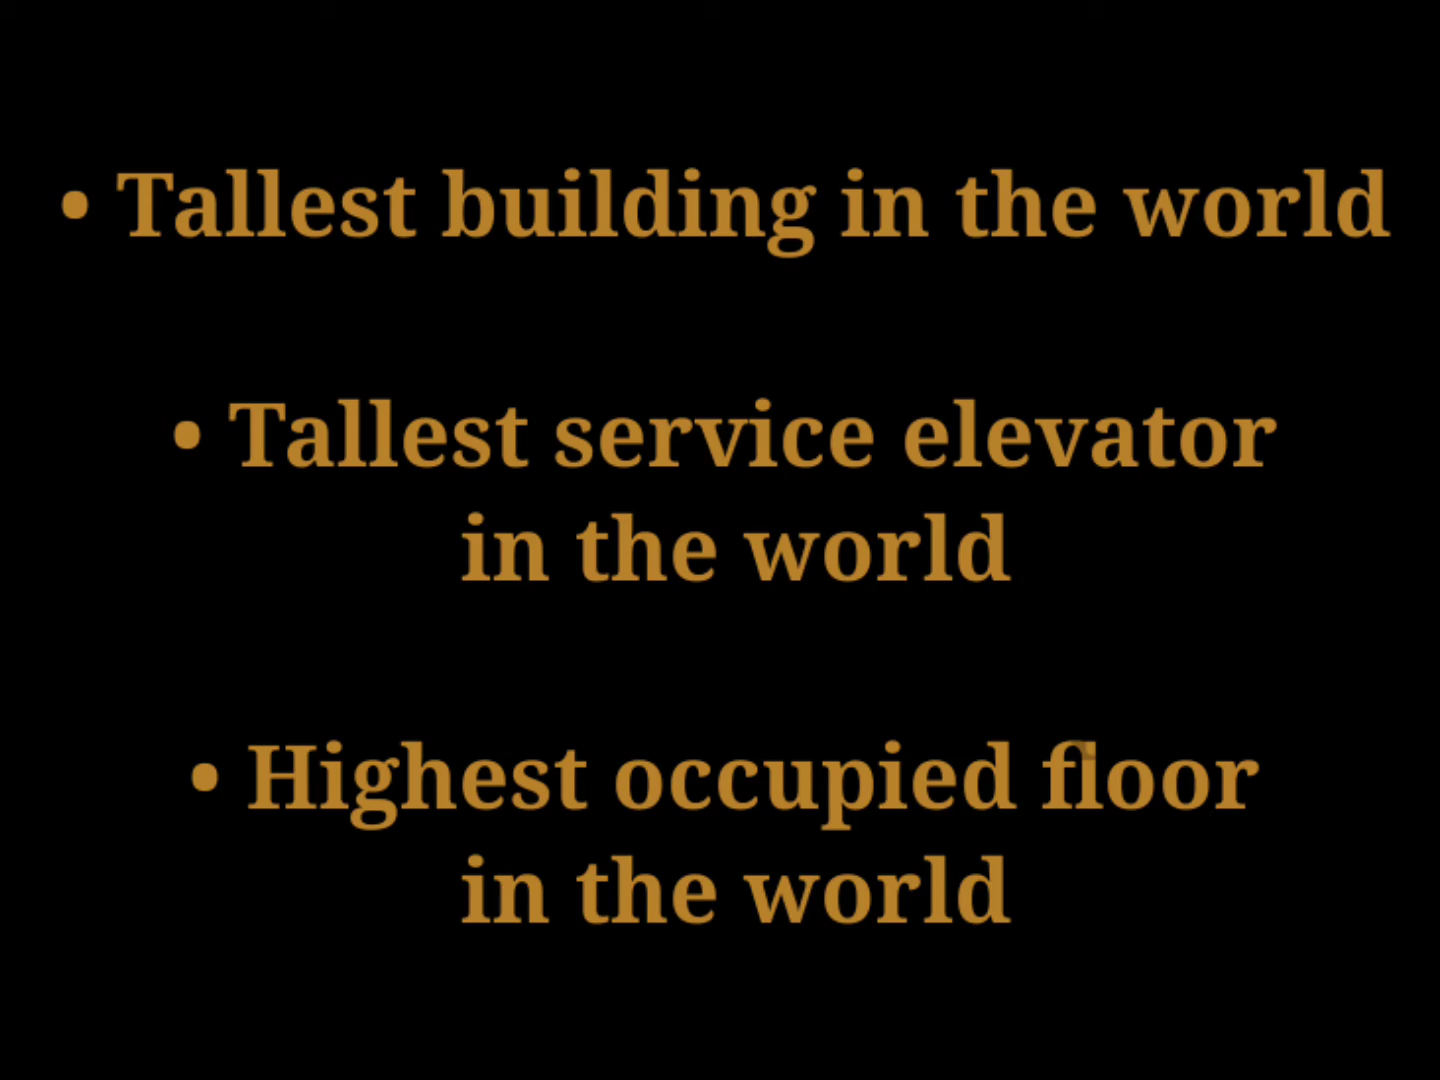 • Tallest building in the world
• Tallest service elevator
in the world
• Highest occupied floor
in the world